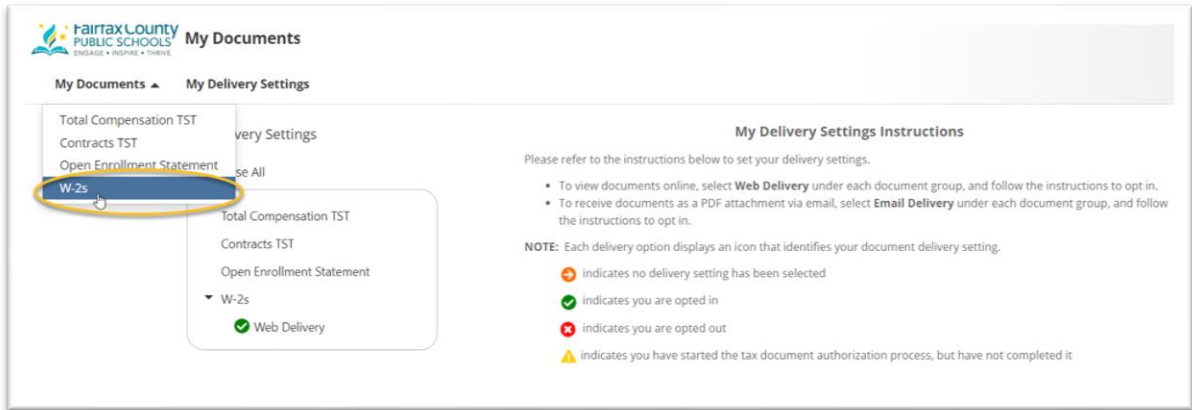 Fairfax County
PUBLIC SCHOOLS
ENGAGE • INSPIRE • THRIVE
My Documents
My Documents
My Delivery Settings
Total Compensation TST
Contracts TST
Open Enrollment Statement
W-2s
very Settings
se All
Total Compensation TST
Contracts TST
Open Enrollment Statement
W-2s
Web Delivery
My Delivery Settings Instructions
Please refer to the instructions below to set your delivery settings.
• To view documents online, select Web Delivery under each document group, and follow the instructions to opt in.
• To receive documents as a PDF attachment via email, select Email Delivery under each document group, and follow
the instructions to opt in.
NOTE: Each delivery option displays an icon that identifies your document delivery setting.
indicates no delivery setting has been selected
indicates you are opted in
indicates you are opted out
indicates you have started the tax document authorization process, but have not completed it